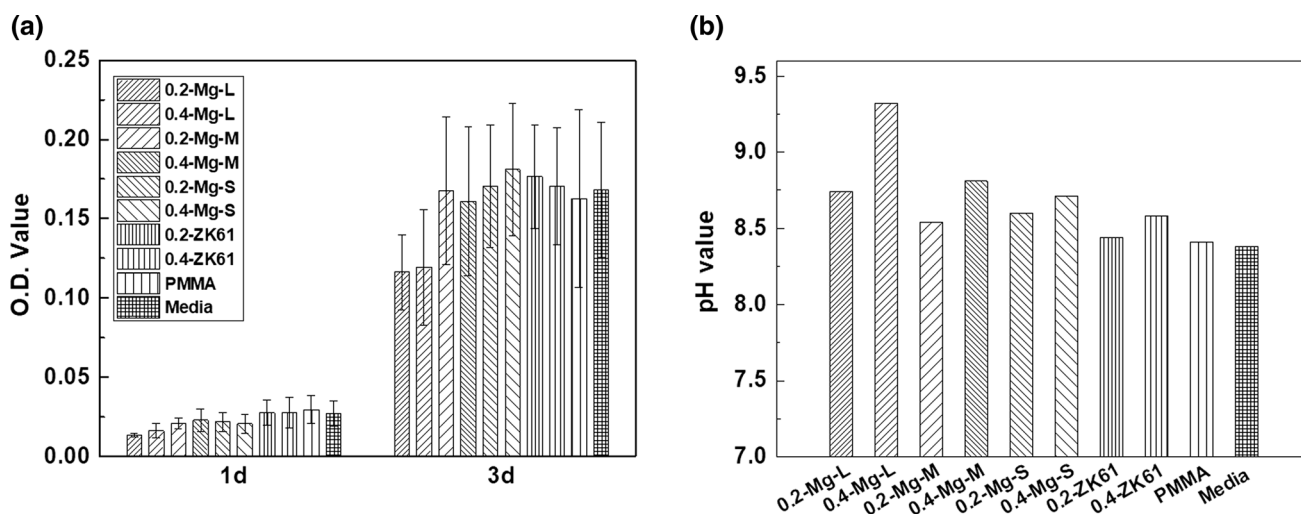 (a)
O.D. Value
0.25
0.20
0.15
0.10
0.05
0.00
0.2-Mg-L
0.4-Mg-L
0.2-Mg-M
0.4-Mg-M
0.2-Mg-S
0.4-Mg-S
0.2-ZK61
0.4-ZK61
PMMA
Media
1d
3d
(b)
pH value
9.5
9.0
8.5
8.0
7.5
7.0
0.2-Mg-L
0.4-Mg-L
0.2-Mg-M
0.4-Mg-M
0.2-Mg-S
0.4-Mg-S
0.2-ZK61
0.4-ZK61
PMMA
Media